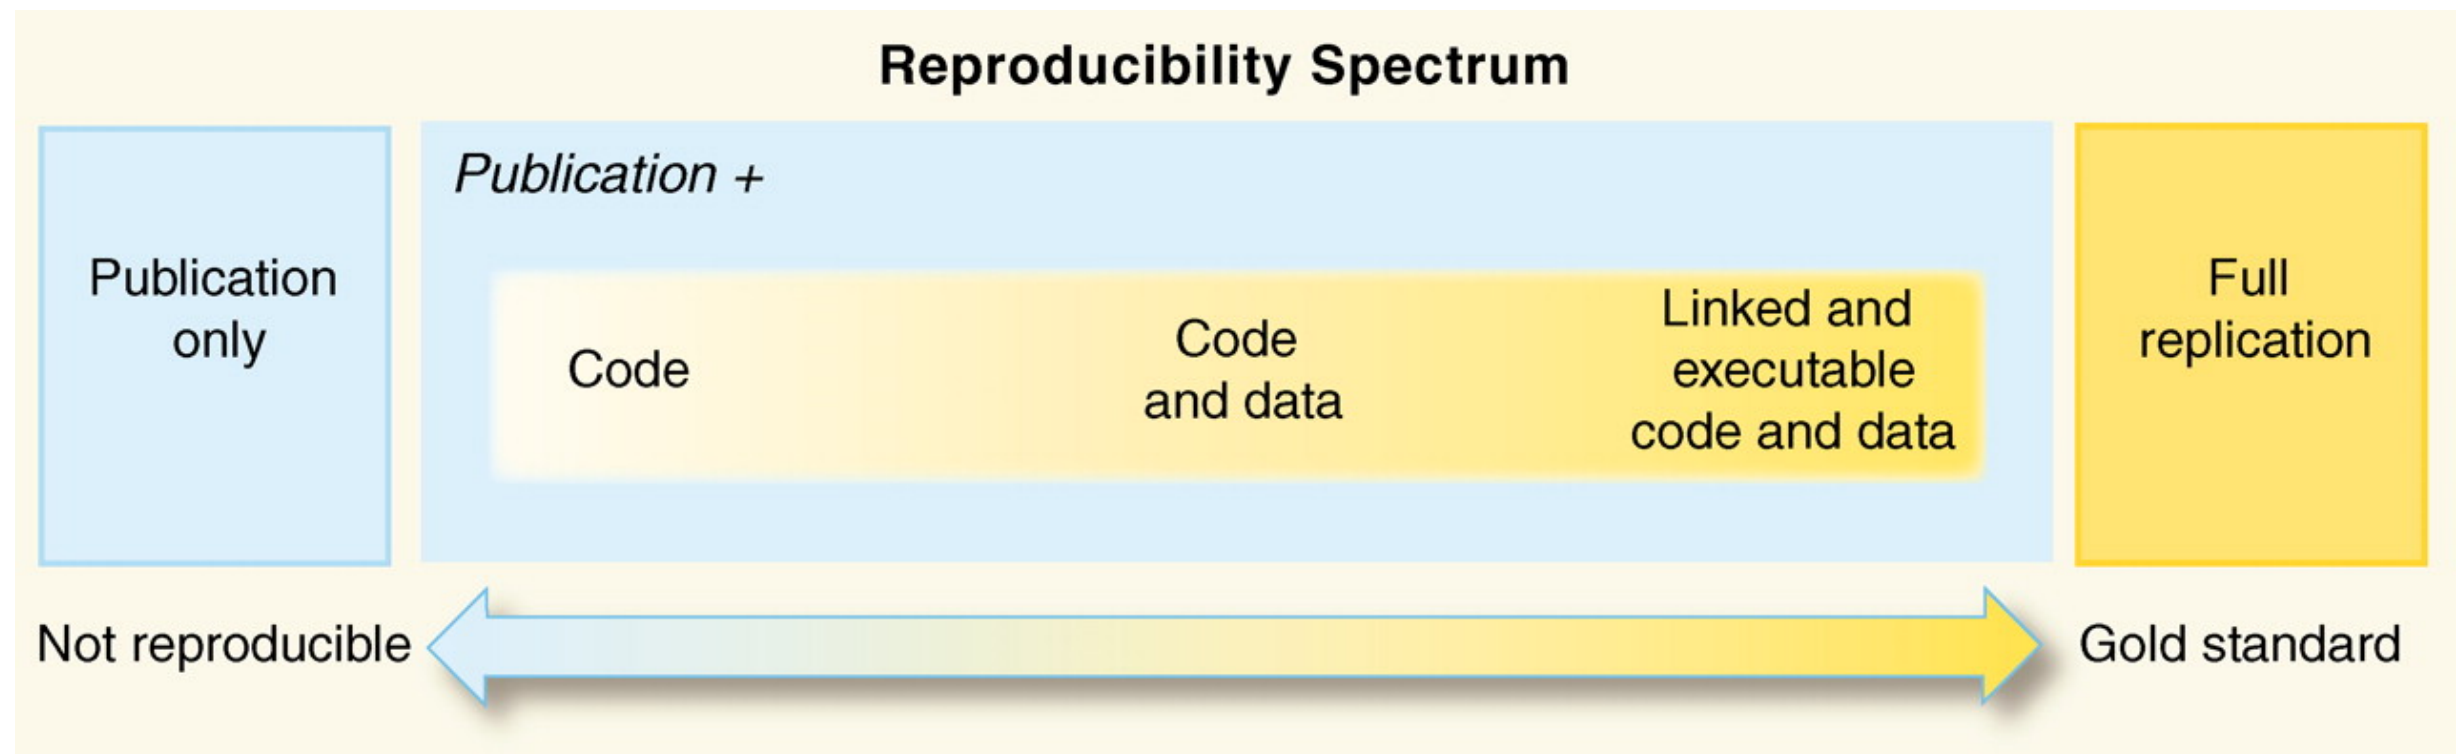 Reproducibility Spectrum
Publication
only
Publication +
Code
Code
and data
Linked and
executable
code and data
Full
replication
Not reproducible
Gold standard